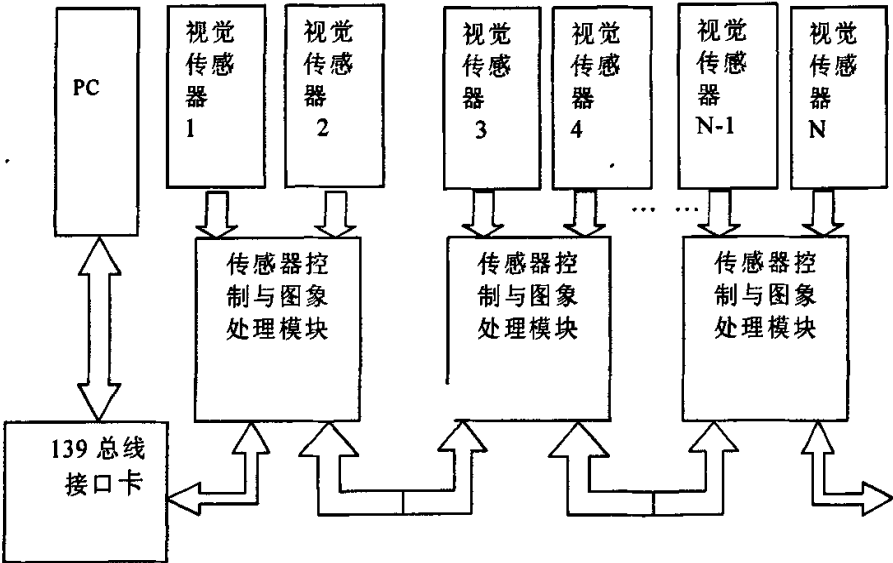 PC
视觉
传感
器
1
视觉
传感
器
2
视觉
传感
器
3
视觉
传感
器
4
视觉
传感
器
N-1
视觉
传感
器
N
… …
传感器控
制与图象
处理模块
传感器控
制与图象
处理模块
传感器控
制与图象
处理模块
139 总线
接口卡